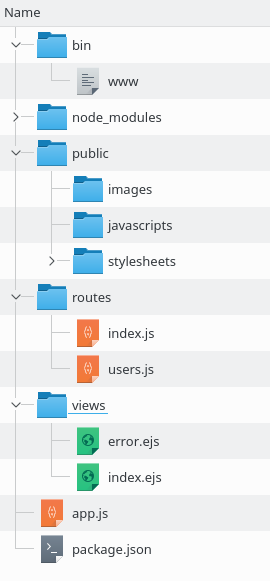 Name
bin
www
node_modules
public
images
javascripts
stylesheets
routes
index.js
users.js
views
error.ejs
index.ejs
app.js
package.json